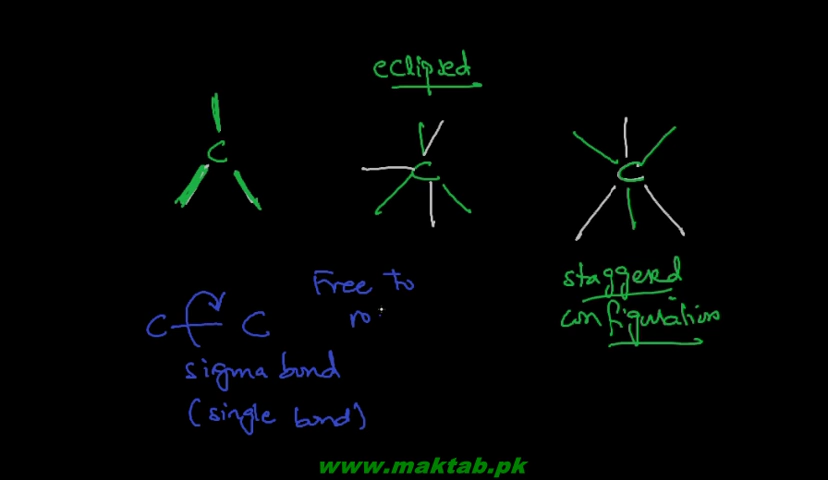 eclipsed
C
C
C
staggered
configuration
Free to
ro
C C
sigma bond
(single bond)
www.maktab.pk